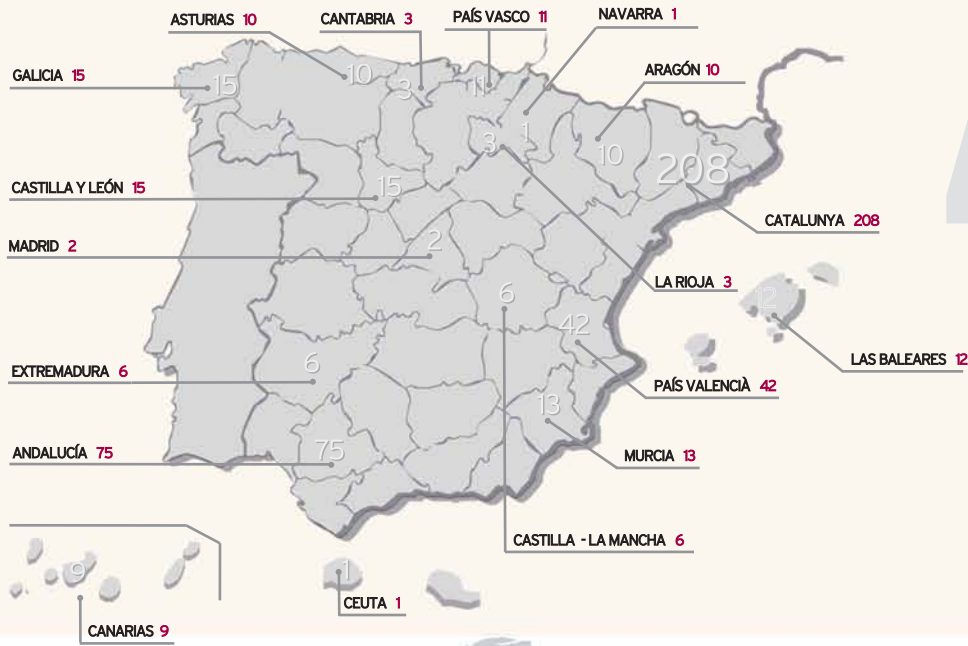 ASTURIAS 10
CANTABRIA 3
PAÍS VASCO 11
NAVARRA 1
GALICIA 15
ARAGÓN 10
15
10
3
11
3
1
10
208
CASTILLA Y LEÓN 15
15
CATALUNYA 208
MADRID 2
2
LA RIOJA 3
6
12
42
LAS BALEARES 12
EXTREMADURA 6
6
PAÍS VALENCIÀ 42
13
ANDALUCÍA 75
75
MURCIA 13
CASTILLA - LA MANCHA 6
9
1
CEUTA 1
CANARIAS 9